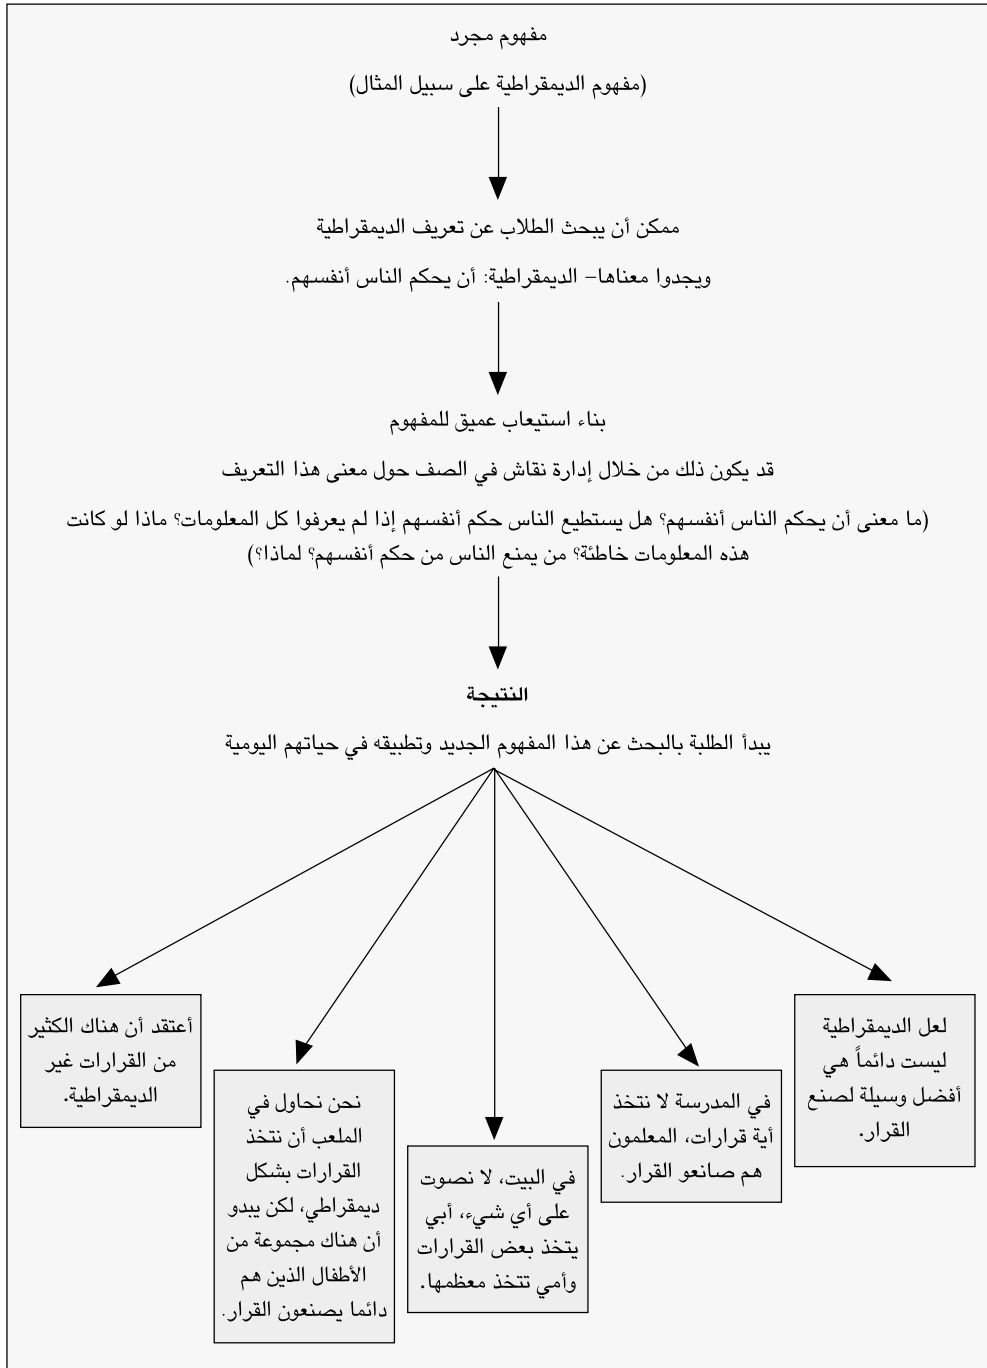 مفهوم مجرد
(مفهوم الديمقراطية على سبيل المثال)
ممكن أن يبحث الطلاب عن تعريف الديمقراطية
ويجدوا معناها– الديمقراطية: أن يحكم الناس أنفسهم.
بناء استيعاب عميق للمفهوم
قد يكون ذلك من خلال إدارة نقاش في الصف حول معنى هذا التعريف
(ما معنى أن يحكم الناس أنفسهم؟ هل يستطيع الناس حكم أنفسهم إذا لم يعرفوا كل المعلومات؟ ماذا لو كانت
هذه المعلومات خاطئة؟ من يمنع الناس من حكم أنفسهم؟ لماذا؟)
النتيجة
يبدأ الطلبة بالبحث عن هذا المفهوم الجديد وتطبيقه في حياتهم اليومية
لعل الديمقراطية
ليست دائماً هي
أفضل وسيلة لصنع
القرار.
في المدرسة لا نتخذ
أية قرارات، المعلمون
هم صانعو القرار.
في البيت، لا نصوت
على أي شيء، أبي
يتخذ بعض القرارات
وأمي تتخذ معظمها.
نحن نحاول في
الملعب أن نتخذ
القرارات بشكل
ديمقراطي، لكن يبدو
أن هناك مجموعة من
الأطفال الذين هم
دائما يصنعون القرار.
أعتقد أن هناك الكثير
من القرارات غير
الديمقراطية.